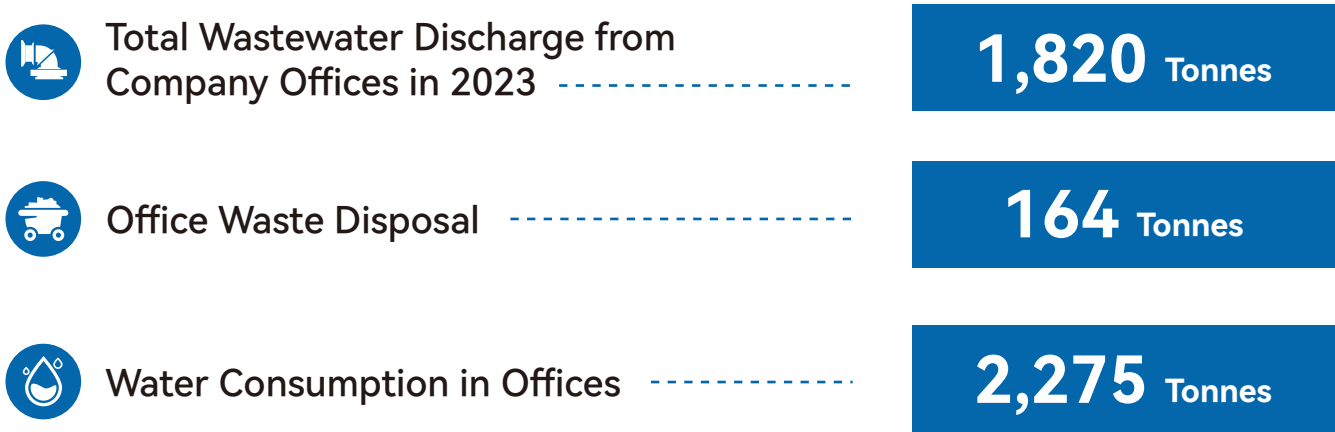 Total Wastewater Discharge from
Company Offices in 2023
1,820 Tonnes
Office Waste Disposal
164 Tonnes
Water Consumption in Offices
2,275 Tonnes